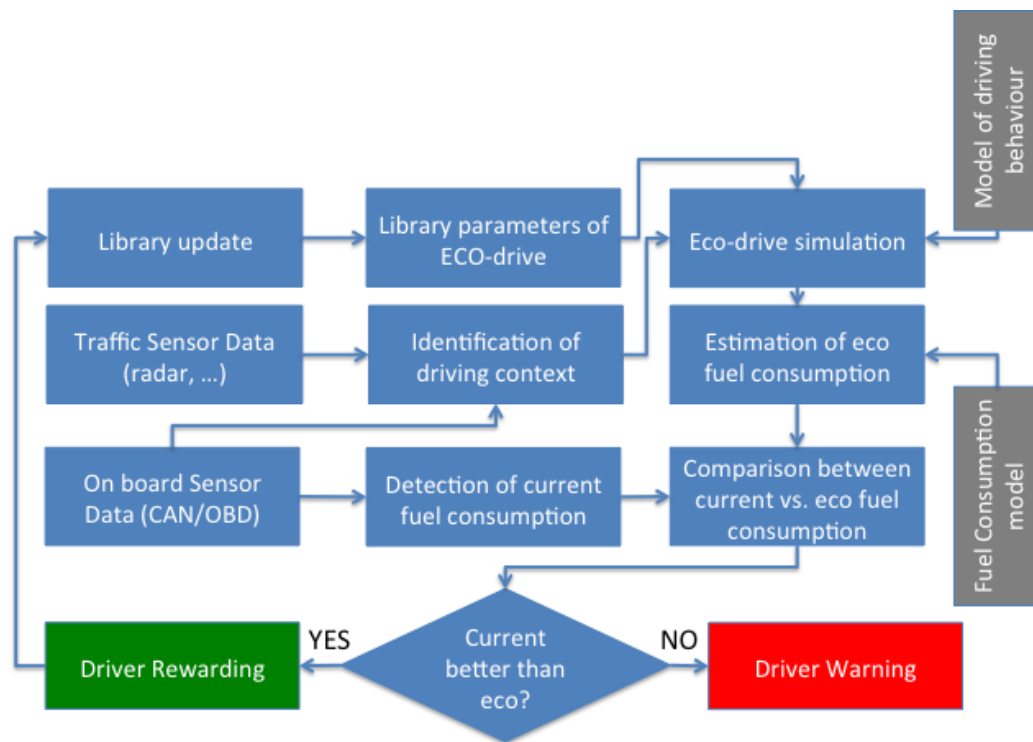 Model of driving
behaviour
Library update
Library parameters of
ECO-drive
Eco-drive simulation
Traffic Sensor Data
(radar, ...)
Identification of
driving context
Estimation of eco
fuel consumption
On board Sensor
Data (CAN/OBD)
Detection of current
fuel consumption
Comparison between
current vs. eco fuel
consumption
Fuel Consumption
model
Driver Rewarding
YES
Current
better than
eco?
NO
Driver Warning